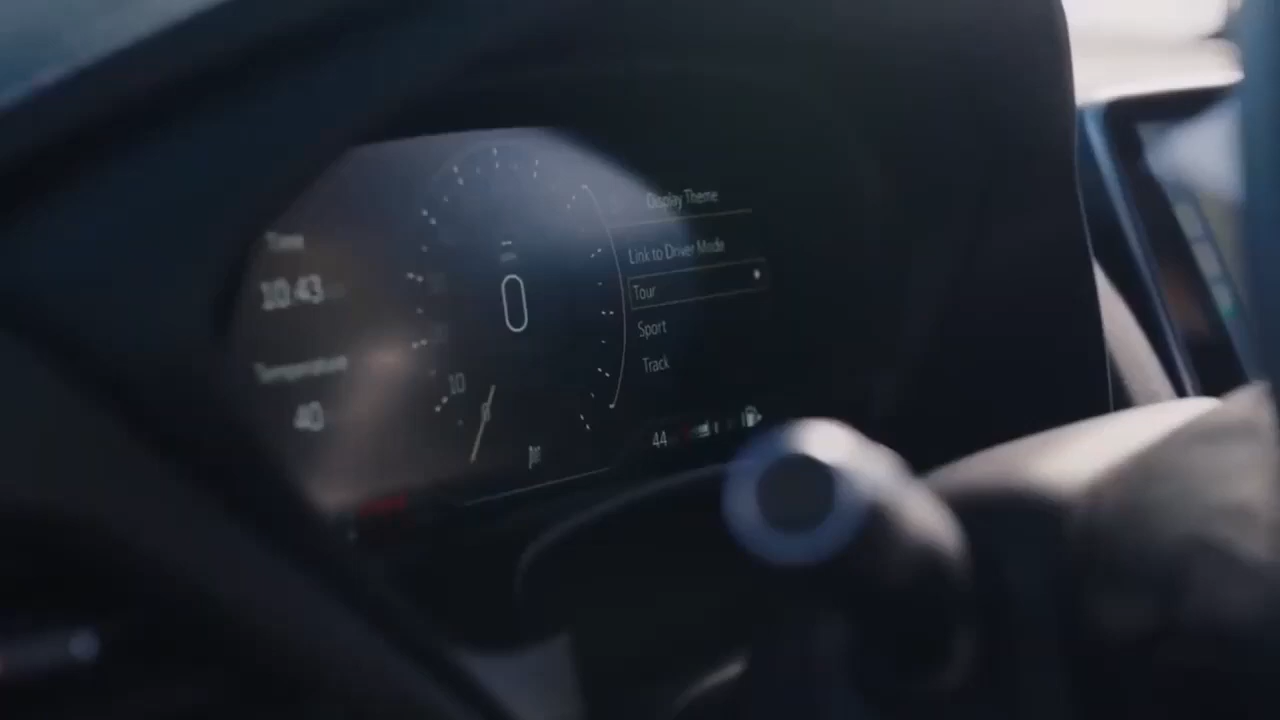 Time
10:43
Temperature
40
0
10
Display Theme
Link to Driver Mode
Tour
Sport
Track
44